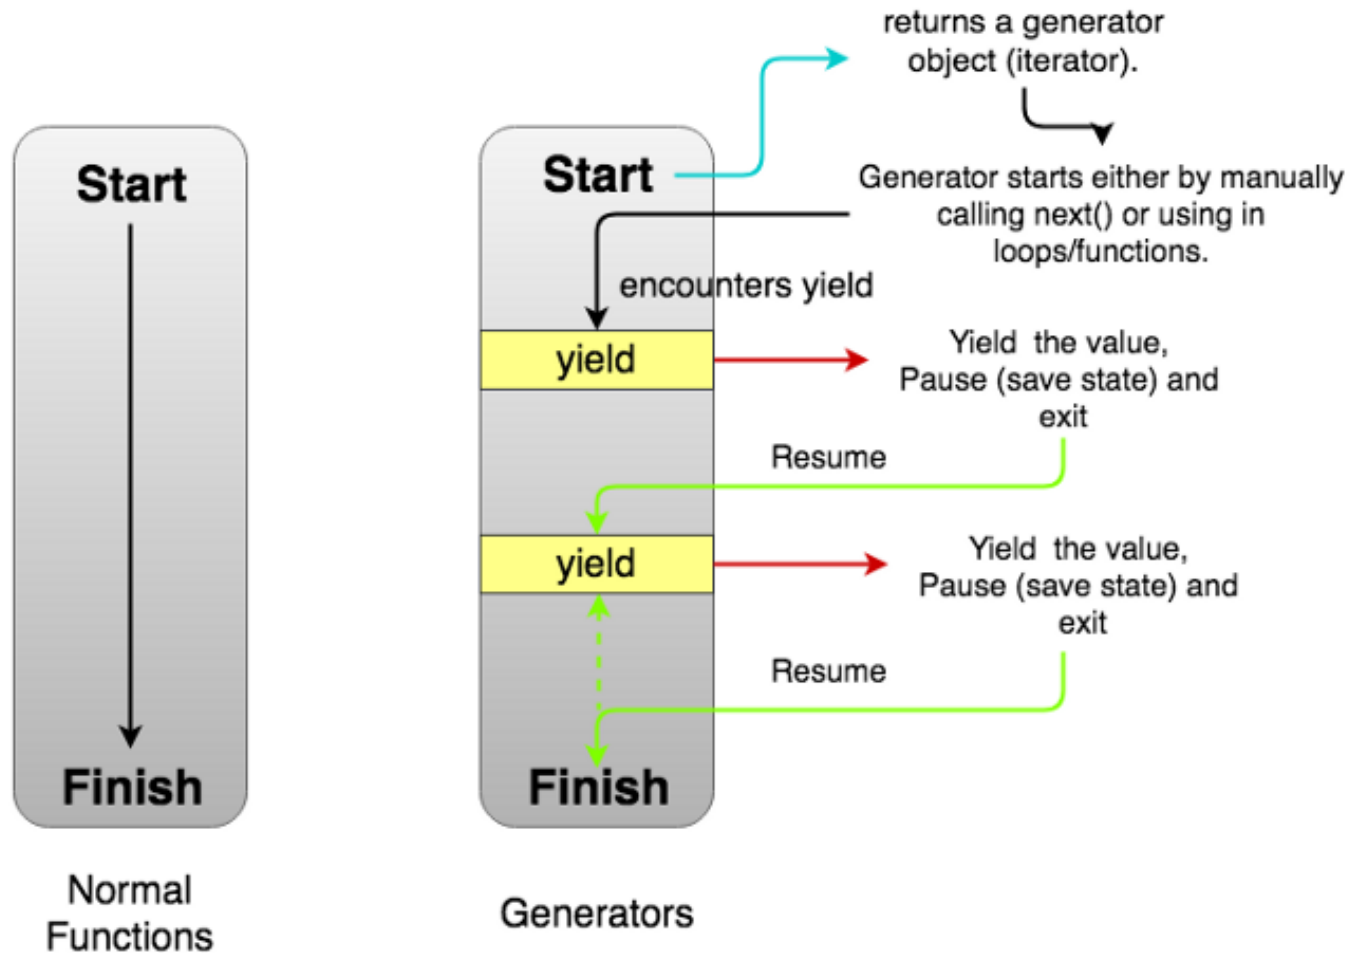 Start
Finish
Normal
Functions
returns a generator
object (iterator).
Start
Generator starts either by manually
calling next() or using in
loops/functions.
encounters yield
yield
Yield the value,
Pause (save state) and
exit
Resume
yield
Yield the value,
Pause (save state) and
exit
Resume
Finish
Generators